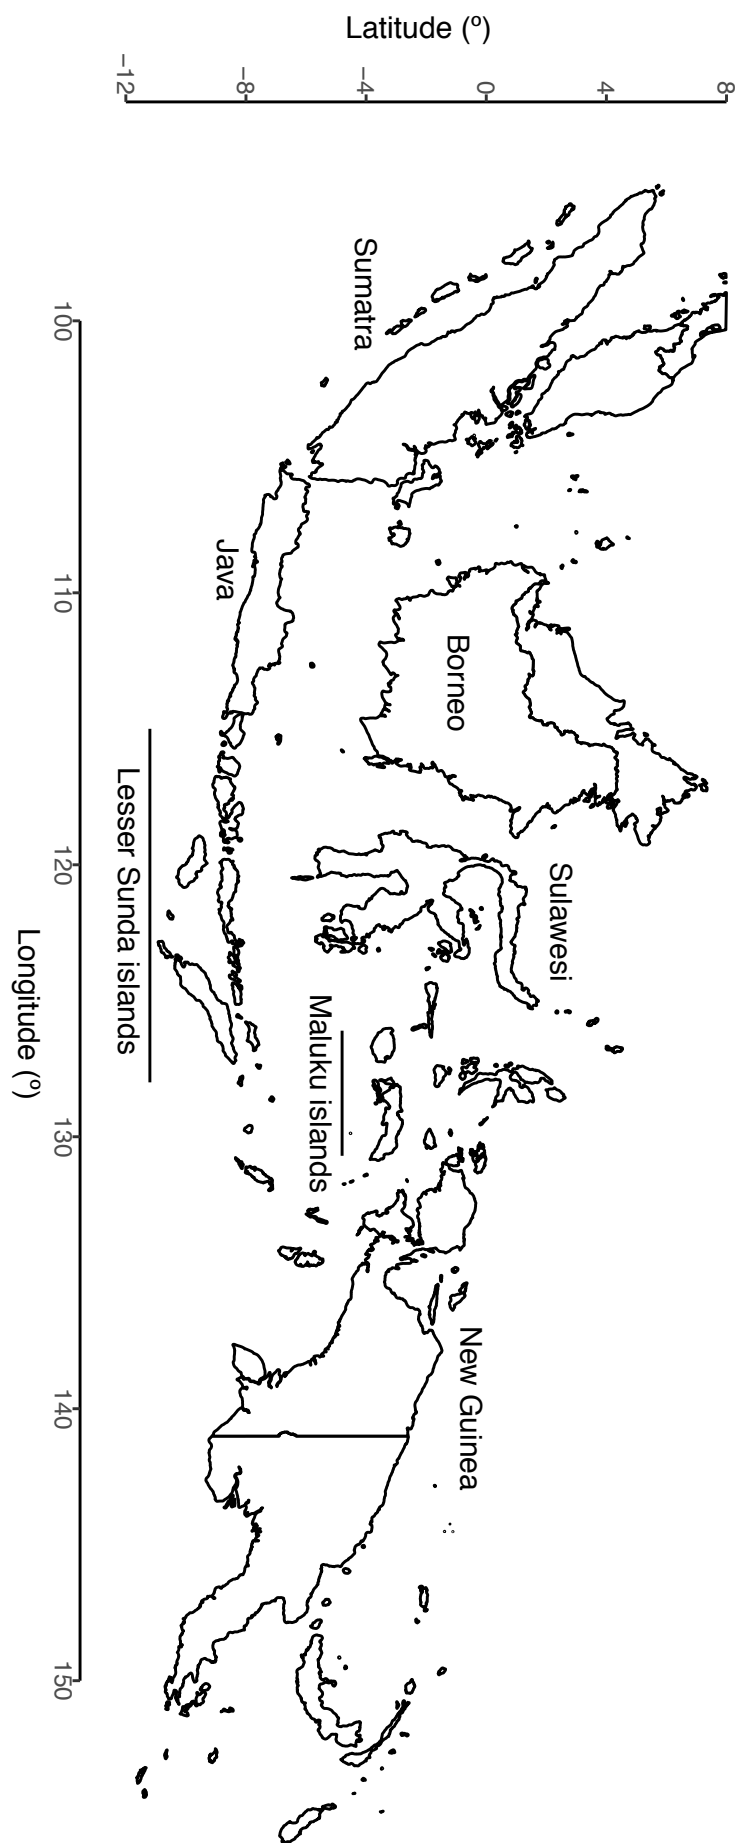 Latitude (º)
8
4
0
−4
−8
−12
Sumatra
Java
Borneo
Sulawesi
Lesser Sunda islands
Maluku islands
New Guinea
100
110
120
130
140
150
Longitude (º)